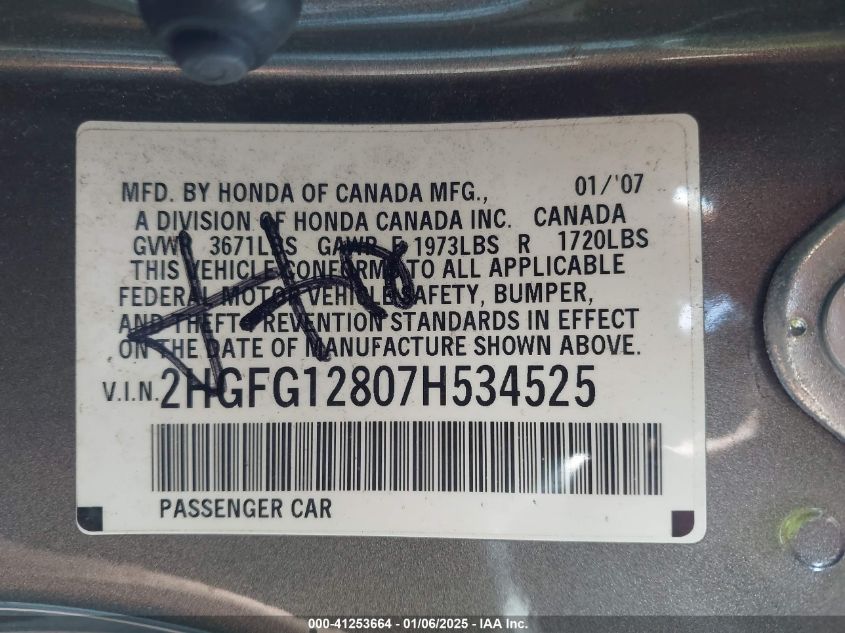 MFD. BY HONDA OF CANADA MFG., 01/'07
A DIVISION OF HONDA CANADA INC. CANADA
GVWR 3671LBS GAWR F 1973LBS R 1720LBS
THIS VEHICLE CONFORMS TO ALL APPLICABLE
FEDERAL MOTOR VEHICLE SAFETY, BUMPER,
AND THEFT PREVENTION STANDARDS IN EFFECT
ON THE DATE OF MANUFACTURE SHOWN ABOVE.
V.I.N. 2HGFG12807H534525
PASSENGER CAR
000-41253664 - 01/06/2025 - IAA Inc.